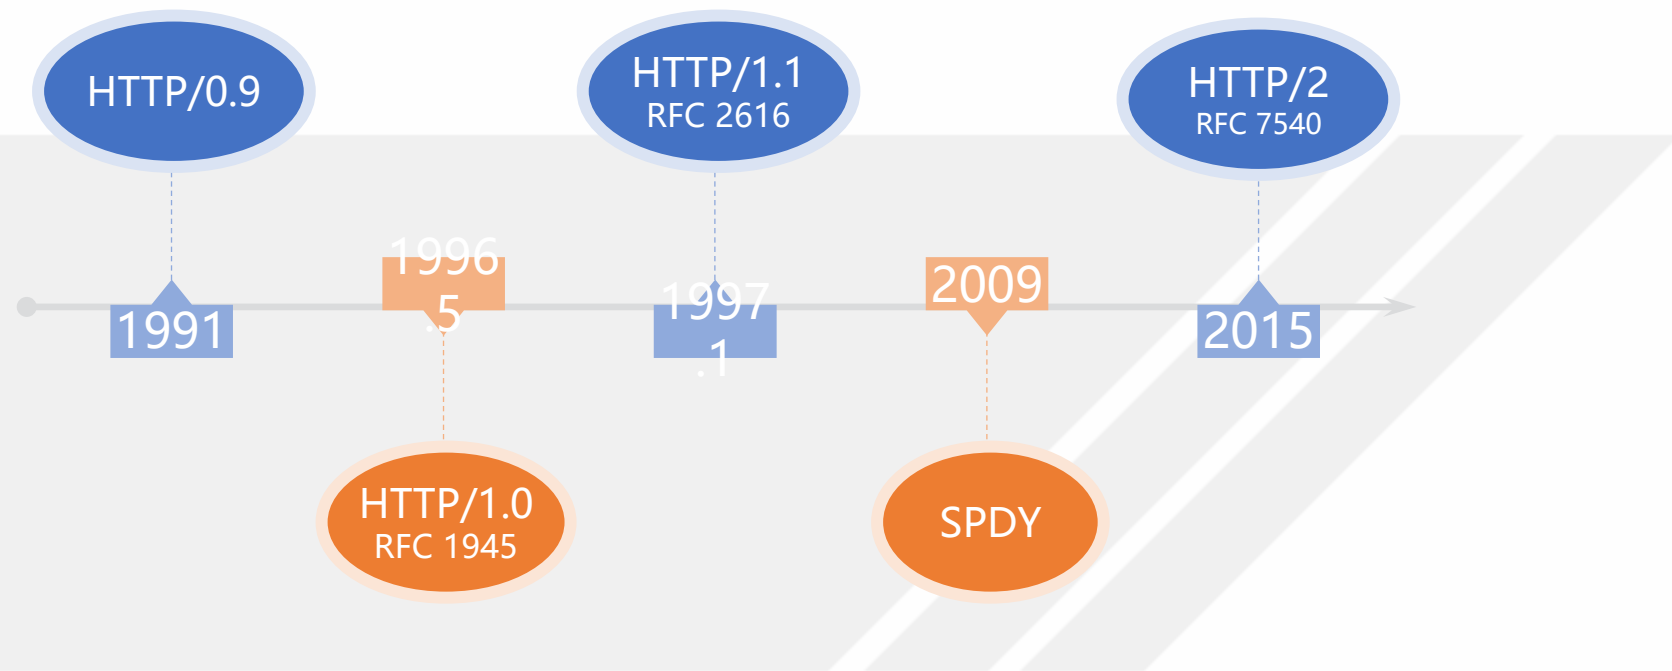 HTTP/0.9
HTTP/1.1
RFC 2616
HTTP/2
RFC 7540
1991
1996
.5
1997
.1
2009
2015
HTTP/1.0
RFC 1945
SPDY